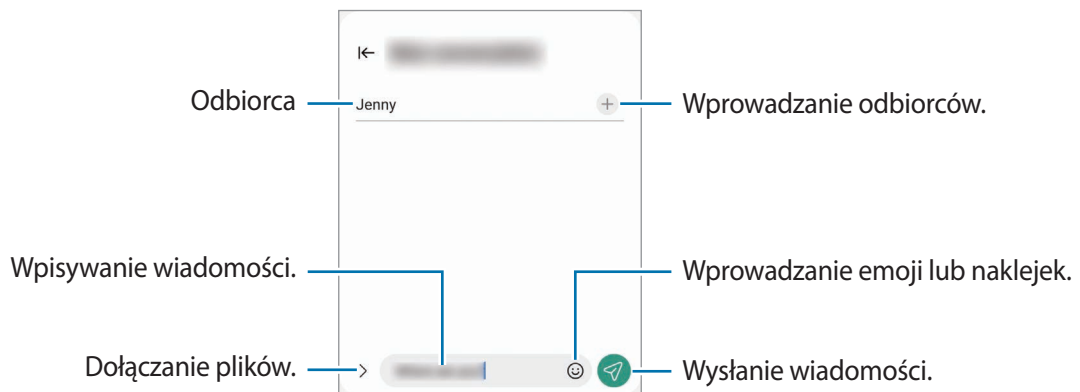 Odbiorca
Jenny
Wprowadzanie odbiorców.
Wpisywanie wiadomości.
Wprowadzanie emoji lub naklejek.
Dołączanie plików.
Wysłanie wiadomości.